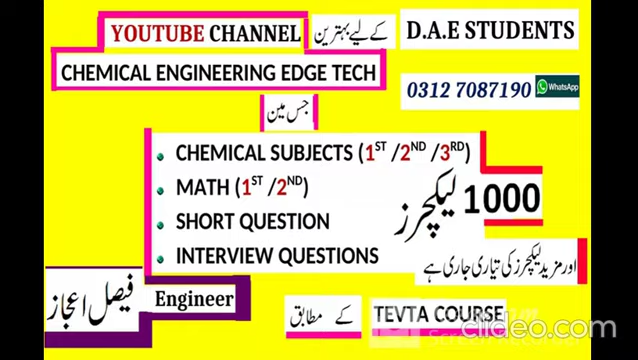 D.A.E STUDENTS کے لیے بہترین YOUTUBE CHANNEL
CHEMICAL ENGINEERING EDGE TECH
0312 7087190 WhatsApp
جس مین
CHEMICAL SUBJECTS (1ST /2ND /3RD)
MATH (1ST /2ND)
SHORT QUESTION
INTERVIEW QUESTIONS
1000 لیکچرز
اور مزید لیکچرز کی تیاری جاری ہے
Engineer فیصل اعجاز
TEVTA COURSE کے مطابق
clideo.com